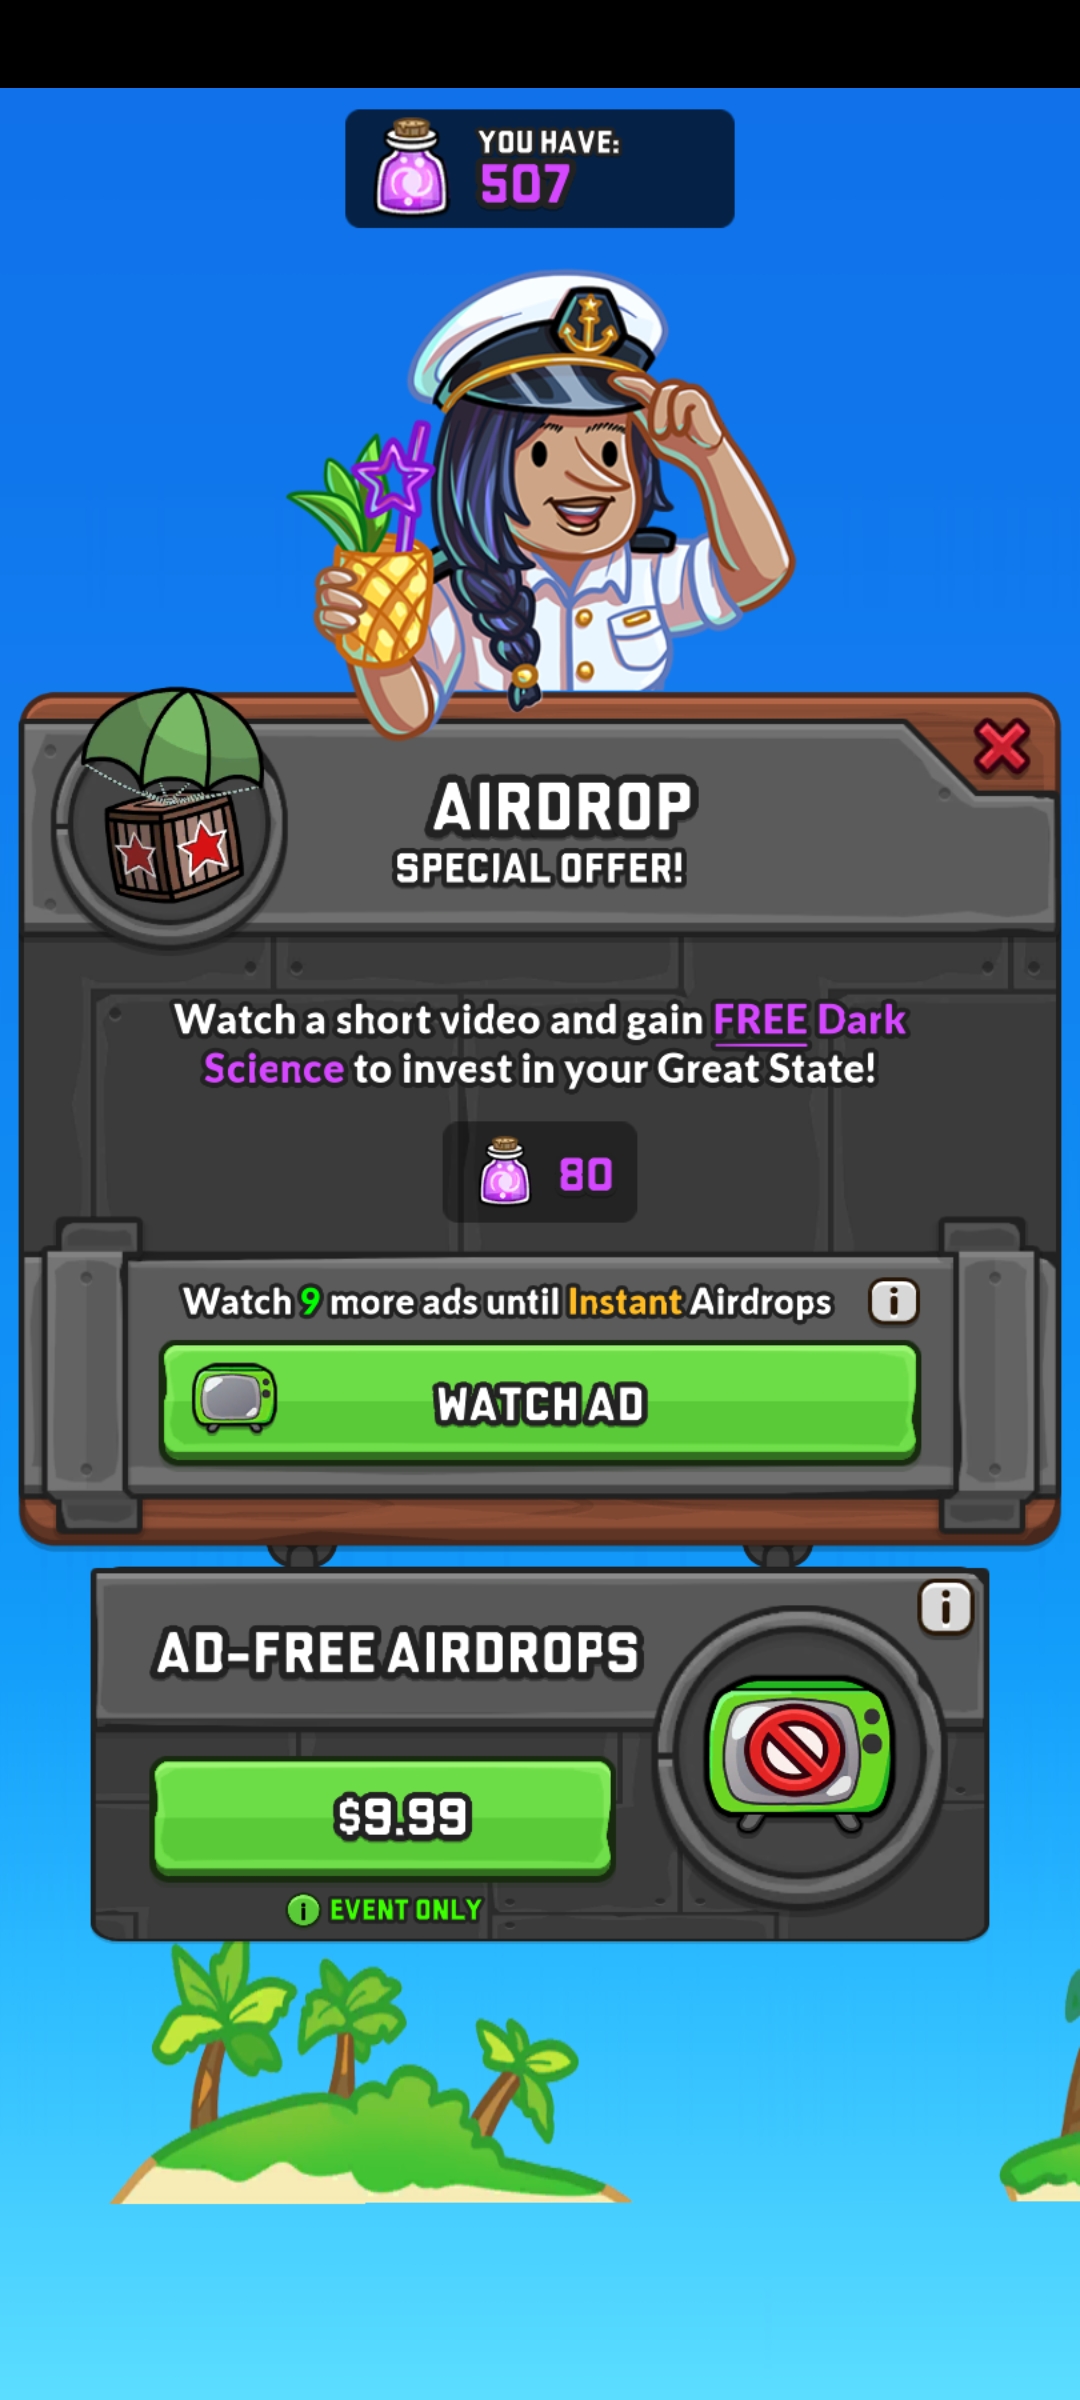 YOU HAVE:
507
AIRDROP
SPECIAL OFFER!
Watch a short video and gain FREE Dark
Science to invest in your Great State!
80
Watch 9 more ads until Instant Airdrops
i
WATCH AD
i
AD-FREE AIRDROPS
$9.99
i EVENT ONLY